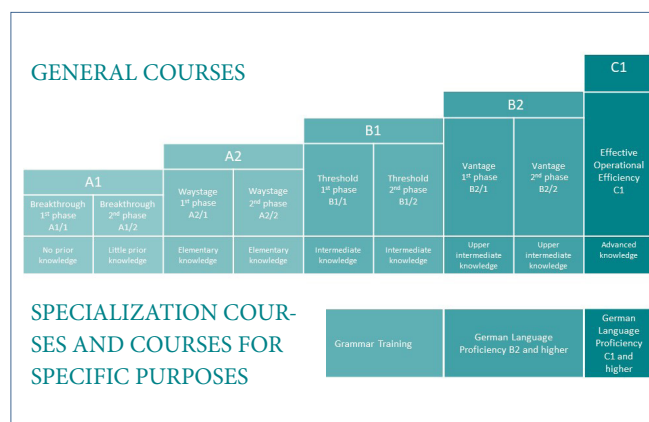 GENERAL COURSES
C1
B2
B1
A2
A1
Breakthrough
1st phase
A1/1
Breakthrough
2nd phase
A1/2
Waystage
1st phase
A2/1
Waystage
2nd phase
A2/2
Threshold
1st phase
B1/1
Threshold
2nd phase
B1/2
Vantage
1st phase
B2/1
Vantage
2nd phase
B2/2
Effective
Operational
Efficiency
C1
No prior
knowledge
Little prior
knowledge
Elementary
knowledge
Elementary
knowledge
Intermediate
knowledge
Intermediate
knowledge
Upper
intermediate
knowledge
Upper
intermediate
knowledge
Advanced
knowledge
SPECIALIZATION COUR-
SES AND COURSES FOR
SPECIFIC PURPOSES
Grammar Training
German Language
Proficiency B2 and higher
German
Language
Proficiency
C1 and
higher